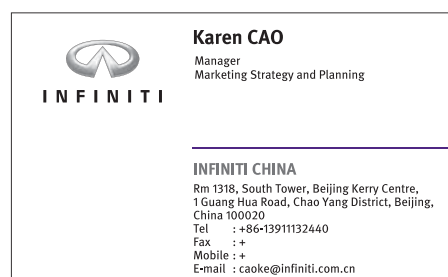 Karen CAO
Manager
Marketing Strategy and Planning
INFINITI
INFINITI CHINA
Rm 1318, South Tower, Beijing Kerry Centre,
1 Guang Hua Road, Chao Yang District, Beijing,
China 100020
Tel : +86-13911132440
Fax : +
Mobile : +
E-mail : caoke@infiniti.com.cn